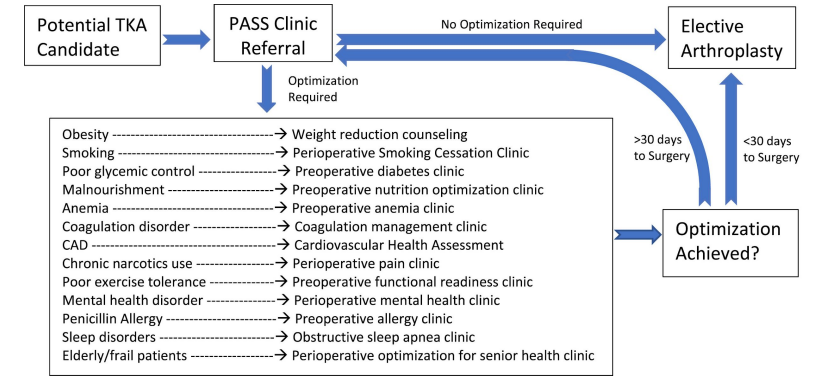 Potential TKA
Candidate
PASS Clinic
Referral
No Optimization Required
Elective
Arthroplasty
Optimization
Required
Obesity -----------------------------------→ Weight reduction counseling
Smoking ----------------------------------→ Perioperative Smoking Cessation Clinic
Poor glycemic control -----------------→ Preoperative diabetes clinic
Malnourishment -----------------------→ Preoperative nutrition optimization clinic
Anemia -----------------------------------→ Preoperative anemia clinic
Coagulation disorder ------------------→ Coagulation management clinic
CAD ----------------------------------------→ Cardiovascular Health Assessment
Chronic narcotics use ------------------→ Perioperative pain clinic
Poor exercise tolerance ---------------→ Preoperative functional readiness clinic
Mental health disorder ---------------→ Perioperative mental health clinic
Penicillin Allergy ------------------------→ Preoperative allergy clinic
Sleep disorders --------------------------→ Obstructive sleep apnea clinic
Elderly/frail patients ------------------→ Perioperative optimization for senior health clinic
>30 days
to Surgery
<30 days
to Surgery
Optimization
Achieved?